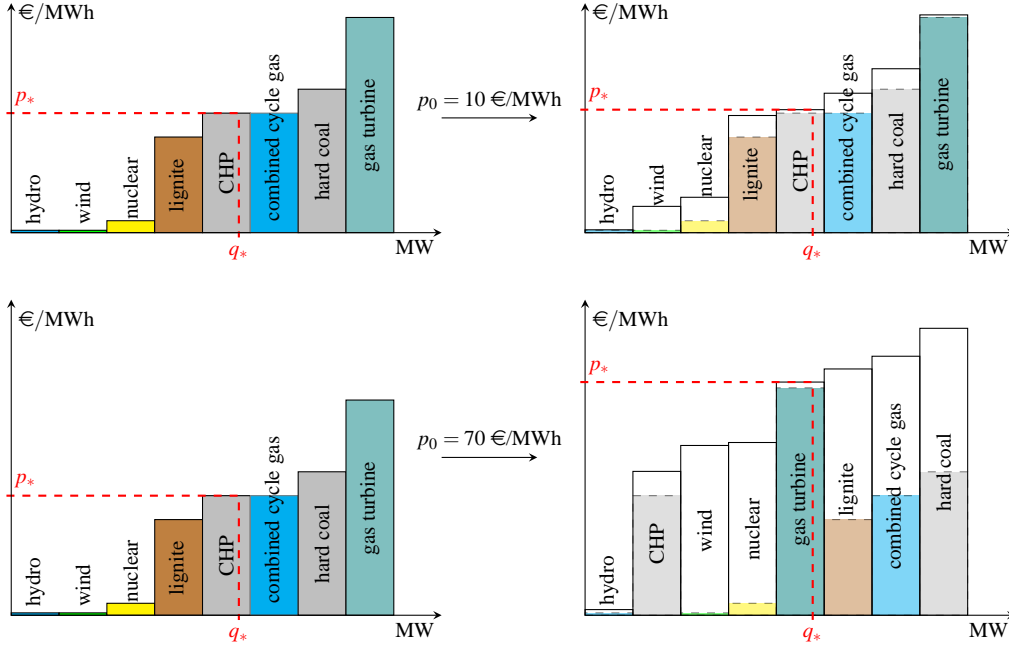 €/MWh
p*
hydro
wind
nuclear
lignite
CHP
combined cycle gas
hard coal
gas turbine
MW
q*
p₀ = 10 €/MWh
€/MWh
p*
hydro
wind
nuclear
lignite
CHP
combined cycle gas
hard coal
gas turbine
MW
q*
€/MWh
p*
hydro
wind
nuclear
lignite
CHP
combined cycle gas
hard coal
gas turbine
MW
q*
p₀ = 70 €/MWh
€/MWh
p*
hydro
CHP
wind
nuclear
gas turbine
lignite
combined cycle gas
hard coal
MW
q*